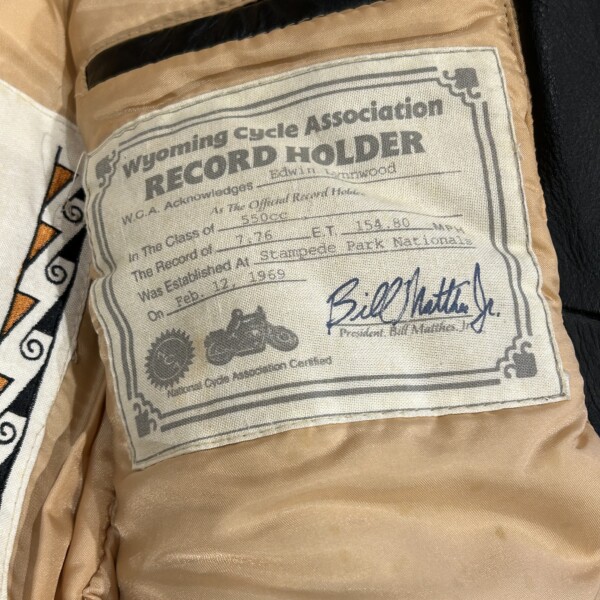 Wyoming Cycle Association
RECORD HOLDER
W.C.A. Acknowledges Edwin
As The Official Record
In The Class of 550cc
The Record of 7.76 E.T. 154.80 MPH
Was Established At Stampede Park Nationals
On Feb. 12, 1969
Bill Matthes Jr.
President, Bill Matthes, Jr.
National Cycle Association Certified